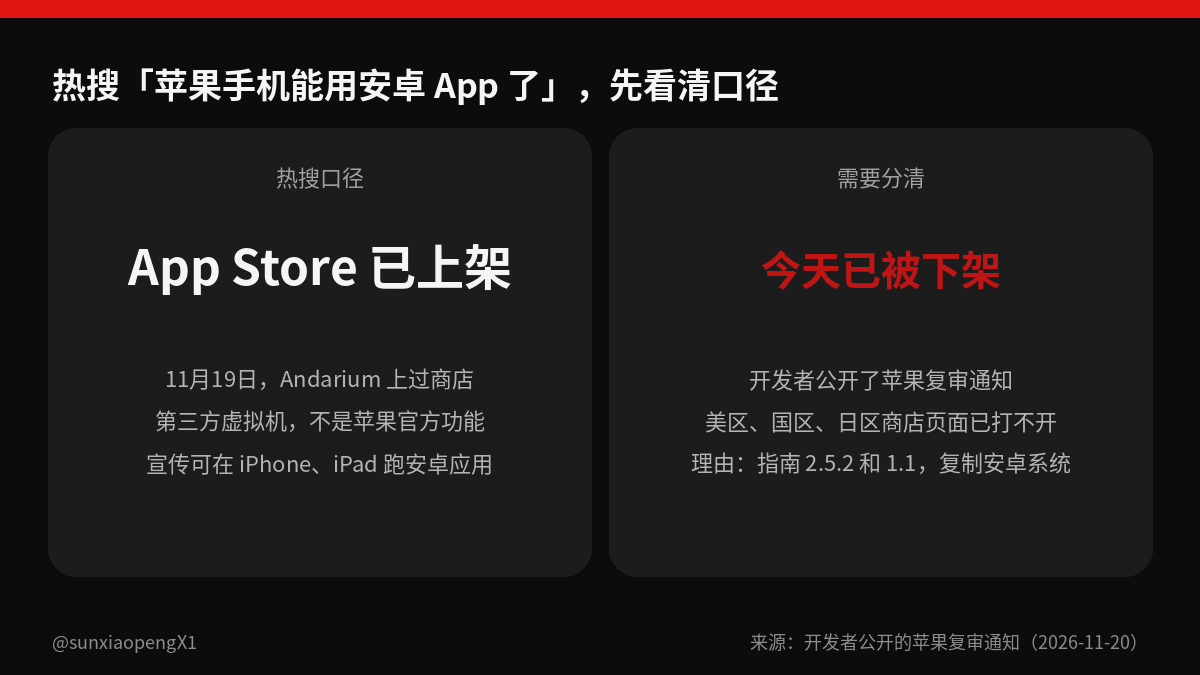 热搜「苹果手机能用安卓 App 了」，先看清口径
热搜口径
App Store 已上架
11月19日，Andarium 上过商店
第三方虚拟机，不是苹果官方功能
宣传可在 iPhone、iPad 跑安卓应用
需要分清
今天已被下架
开发者公开了苹果复审通知
美区、国区、日区商店页面已打不开
理由：指南 2.5.2 和 1.1，复制安卓系统
@sunxiaopengX1
来源：开发者公开的苹果复审通知（2026-11-20）